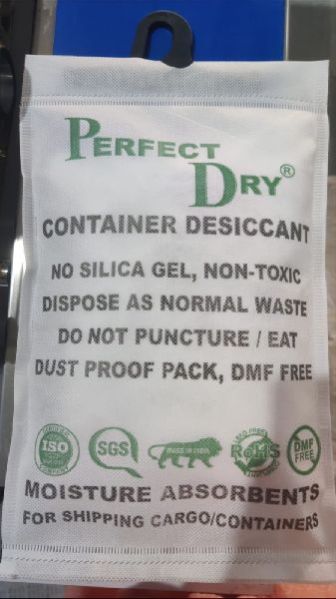 PERFECT
DRY®
CONTAINER DESICCANT
NO SILICA GEL, NON-TOXIC
DISPOSE AS NORMAL WASTE
DO NOT PUNCTURE / EAT
DUST PROOF PACK, DMF FREE
ISO
SGS
MAKE IN INDIA
RoHS
DMF
FREE
MOISTURE ABSORBENTS
FOR SHIPPING CARGO/CONTAINERS